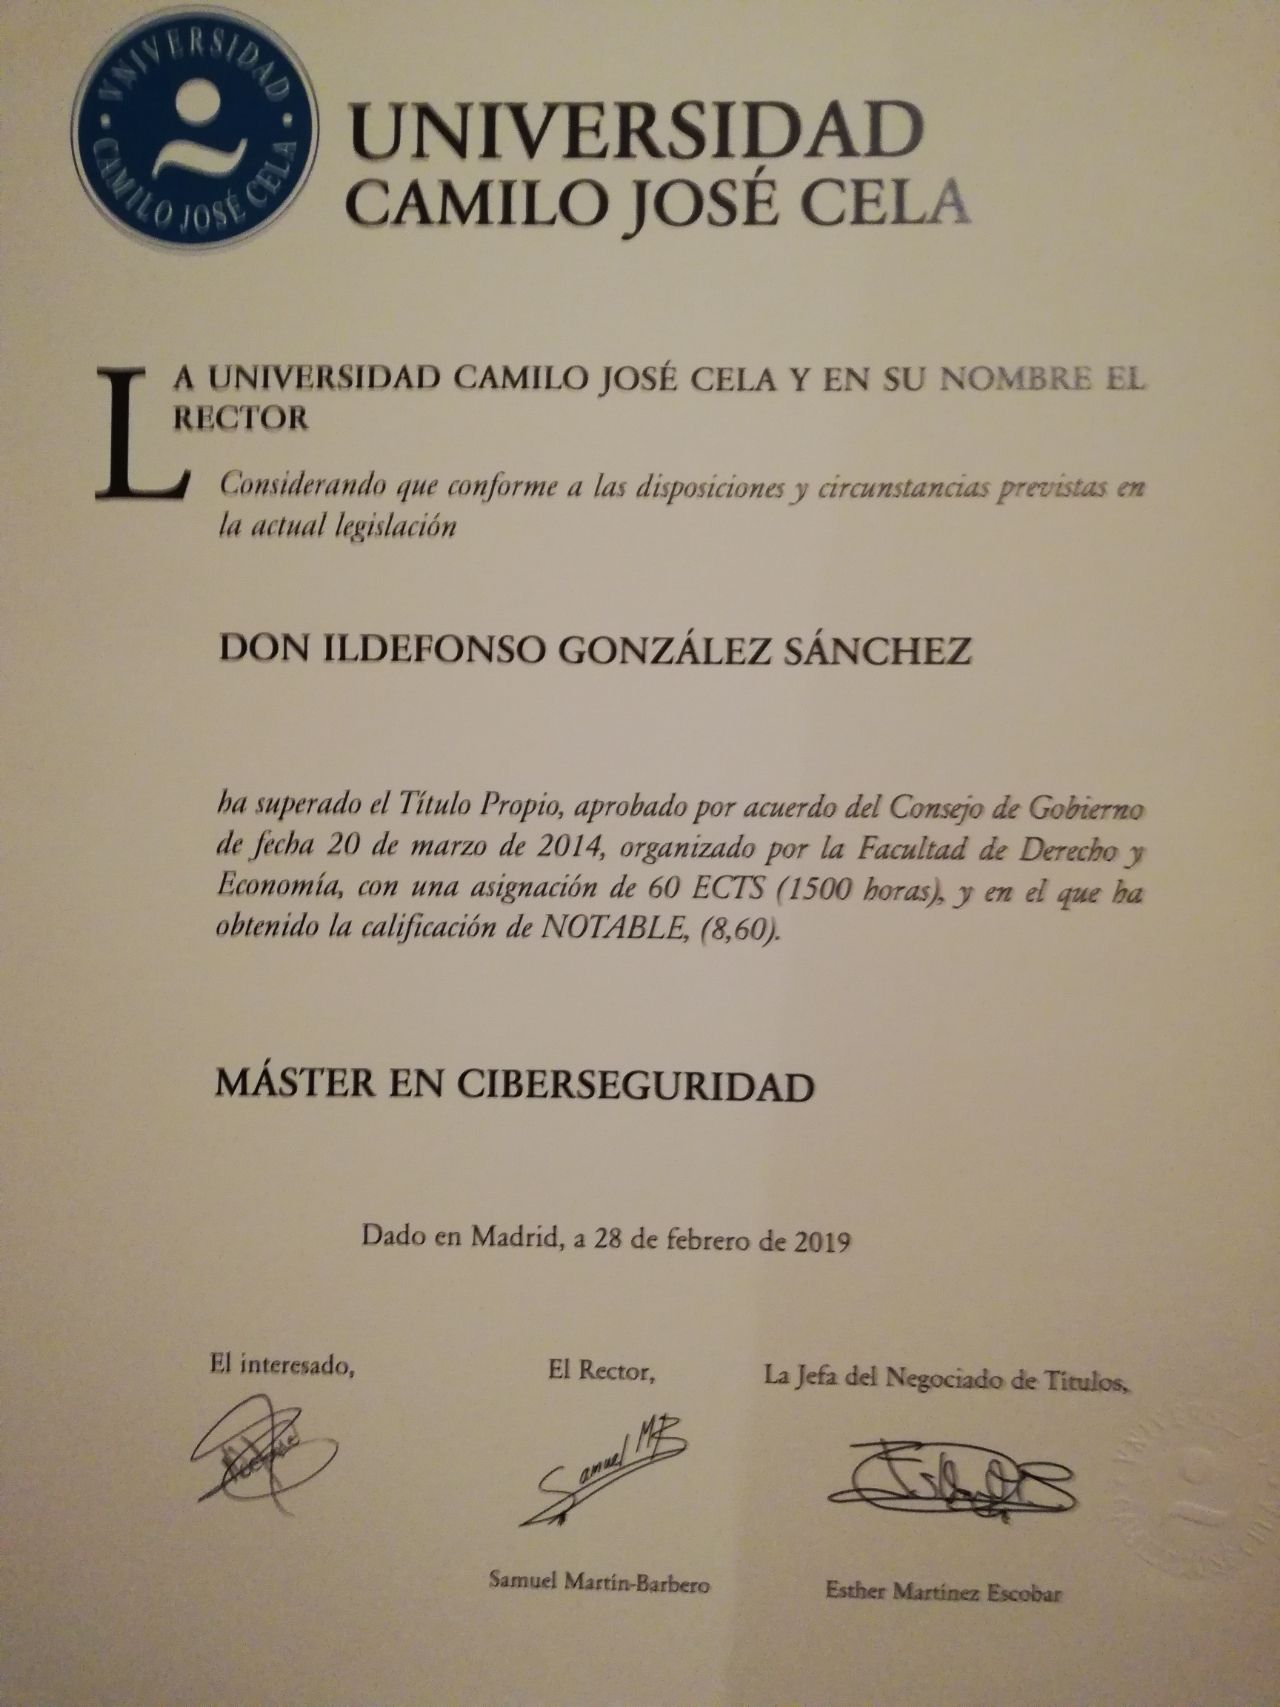 UNIVERSIDAD
CAMILO JOSÉ CELA
UNIVERSIDAD
CAMILO JOSÉ CELA
LA UNIVERSIDAD CAMILO JOSÉ CELA Y EN SU NOMBRE EL
RECTOR
Considerando que conforme a las disposiciones y circunstancias previstas en
la actual legislación
DON ILDEFONSO GONZÁLEZ SÁNCHEZ
ha superado el Título Propio, aprobado por acuerdo del Consejo de Gobierno
de fecha 20 de marzo de 2014, organizado por la Facultad de Derecho y
Economía, con una asignación de 60 ECTS (1500 horas), y en el que ha
obtenido la calificación de NOTABLE, (8,60).
MÁSTER EN CIBERSEGURIDAD
Dado en Madrid, a 28 de febrero de 2019
El interesado,
El Rector,
La Jefa del Negociado de Títulos,
Samuel MB
Samuel Martín-Barbero
Esther Martínez Escobar